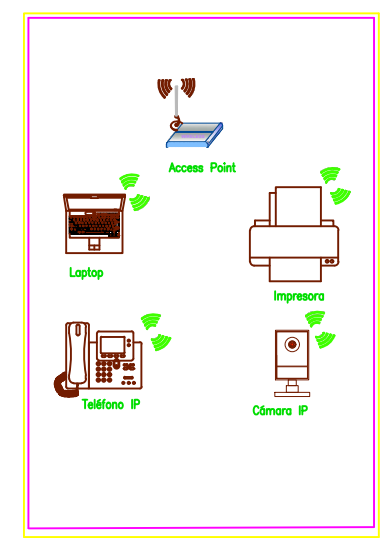 Access Point
Laptop
Impresora
Teléfono IP
Cámara IP